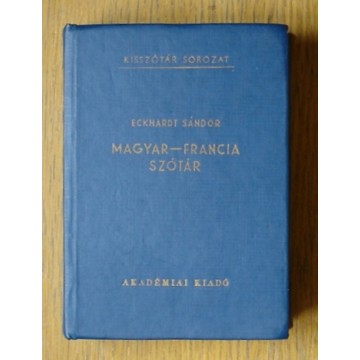 KISSZÓTÁR SOROZAT
ECKHARDT SÁNDOR
MAGYAR—FRANCIA
SZÓTÁR
AKADÉMIAI KIADÓ